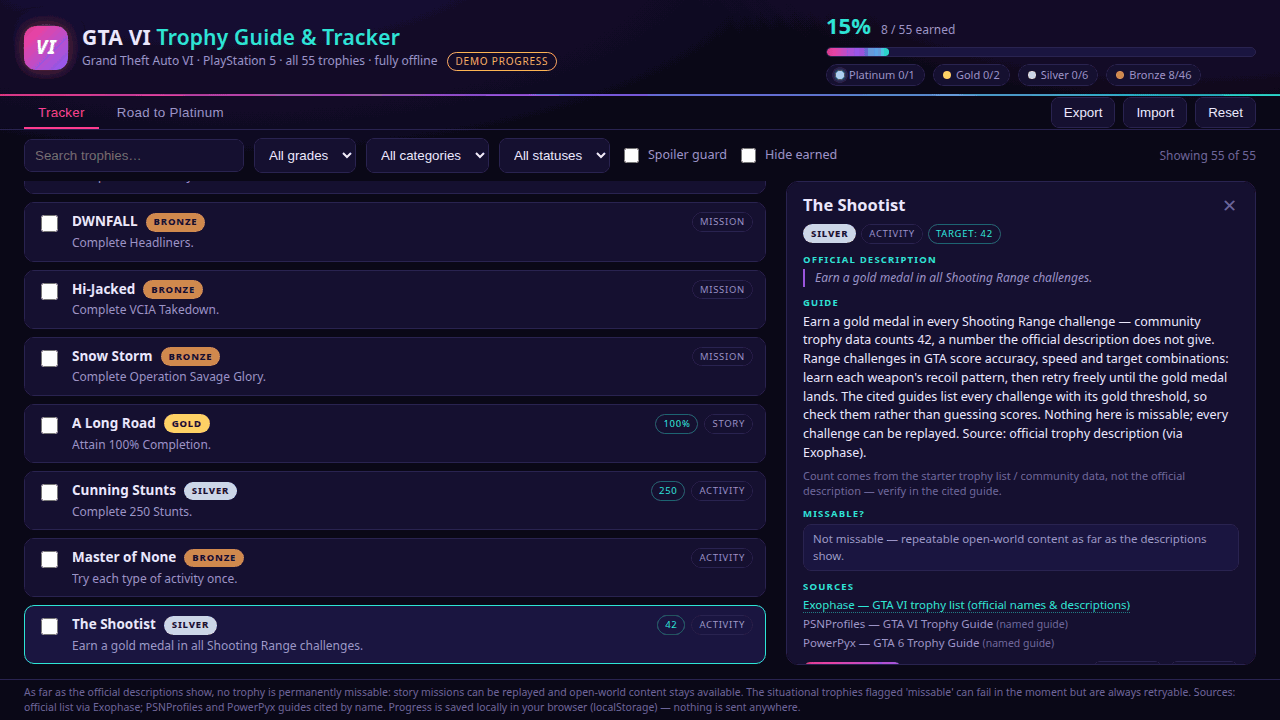 VI
GTA VI Trophy Guide & Tracker
Grand Theft Auto VI · PlayStation 5 · all 55 trophies · fully offline
DEMO PROGRESS
15% 8 / 55 earned
Platinum 0/1 Gold 0/2 Silver 0/6 Bronze 8/46
Tracker Road to Platinum
Export Import Reset
Search trophies… All grades All categories All statuses Spoiler guard Hide earned Showing 55 of 55
DWNFALL BRONZE MISSION
Complete Headliners.
Hi-Jacked BRONZE MISSION
Complete VCIA Takedown.
Snow Storm BRONZE MISSION
Complete Operation Savage Glory.
A Long Road GOLD 100% STORY
Attain 100% Completion.
Cunning Stunts SILVER 250 ACTIVITY
Complete 250 Stunts.
Master of None BRONZE ACTIVITY
Try each type of activity once.
The Shootist SILVER 42 ACTIVITY
Earn a gold medal in all Shooting Range challenges.
The Shootist ✕
SILVER ACTIVITY TARGET: 42
OFFICIAL DESCRIPTION
Earn a gold medal in all Shooting Range challenges.
GUIDE
Earn a gold medal in every Shooting Range challenge — community
trophy data counts 42, a number the official description does not give.
Range challenges in GTA score accuracy, speed and target combinations:
learn each weapon's recoil pattern, then retry freely until the gold medal
lands. The cited guides list every challenge with its gold threshold, so
check them rather than guessing scores. Nothing here is missable; every
challenge can be replayed. Source: official trophy description (via
Exophase).
Count comes from the starter trophy list / community data, not the official
description — verify in the cited guide.
MISSABLE?
Not missable — repeatable open-world content as far as the descriptions
show.
SOURCES
Exophase — GTA VI trophy list (official names & descriptions)
PSNProfiles — GTA VI Trophy Guide (named guide)
PowerPyx — GTA 6 Trophy Guide (named guide)
As far as the official descriptions show, no trophy is permanently missable: story missions can be replayed and open-world content stays available. The situational trophies flagged 'missable' can fail in the moment but are always retryable. Sources:
official list via Exophase; PSNProfiles and PowerPyx guides cited by name. Progress is saved locally in your browser (localStorage) — nothing is sent anywhere.